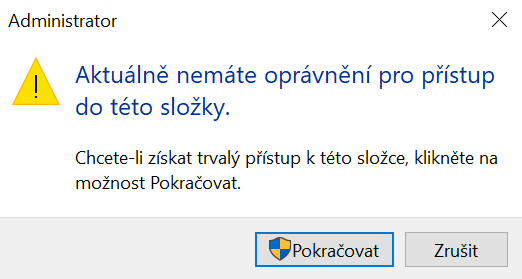 Administrator
Aktuálně nemáte oprávnění pro přístup
do této složky.
Chcete-li získat trvalý přístup k této složce, klikněte na
možnost Pokračovat.
Pokračovat
Zrušit